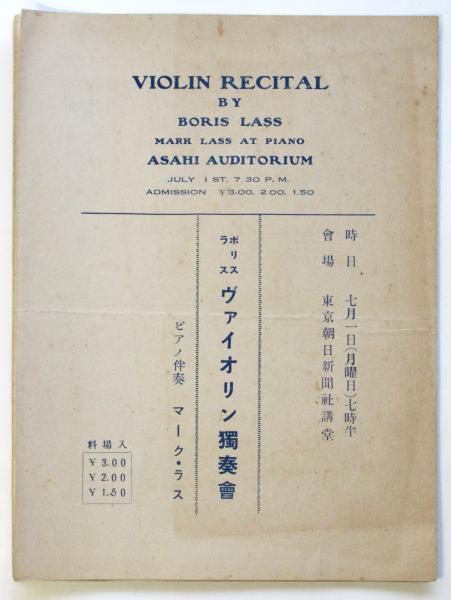 VIOLIN RECITAL
BY
BORIS LASS
MARK LASS AT PIANO
ASAHI AUDITORIUM
JULY 1 ST. 7.30 P. M.
ADMISSION ¥3.00, 2.00, 1.50
時日 七月一日(月曜日)七時半
會場 東京朝日新聞社講堂
ボリス
ラス
ヴァイオリン獨奏會
ピアノ伴奏 マーク・ラス
入場料
¥ 3.00
¥ 2.00
¥ 1.50